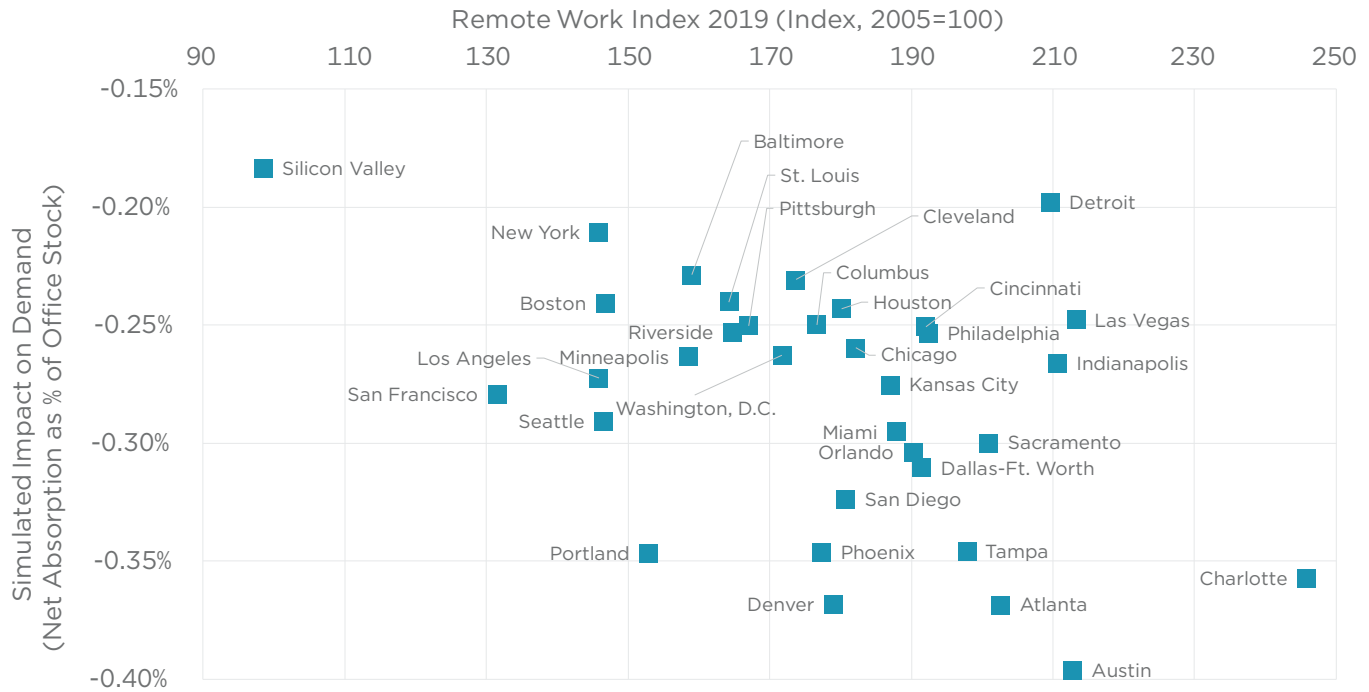 Remote Work Index 2019 (Index, 2005=100)
90 110 130 150 170 190 210 230 250
Simulated Impact on Demand
(Net Absorption as % of Office Stock)
-0.15%
Baltimore
Silicon Valley
St. Louis
-0.20%
Detroit
Pittsburgh
Cleveland
New York
Columbus
Cincinnati
Boston
Houston
Las Vegas
-0.25%
Riverside
Philadelphia
Los Angeles
Minneapolis
Chicago
Indianapolis
Kansas City
San Francisco
Washington, D.C.
Seattle
Miami
-0.30%
Sacramento
Orlando
Dallas-Ft. Worth
San Diego
Portland
Phoenix
Tampa
-0.35%
Charlotte
Denver
Atlanta
Austin
-0.40%